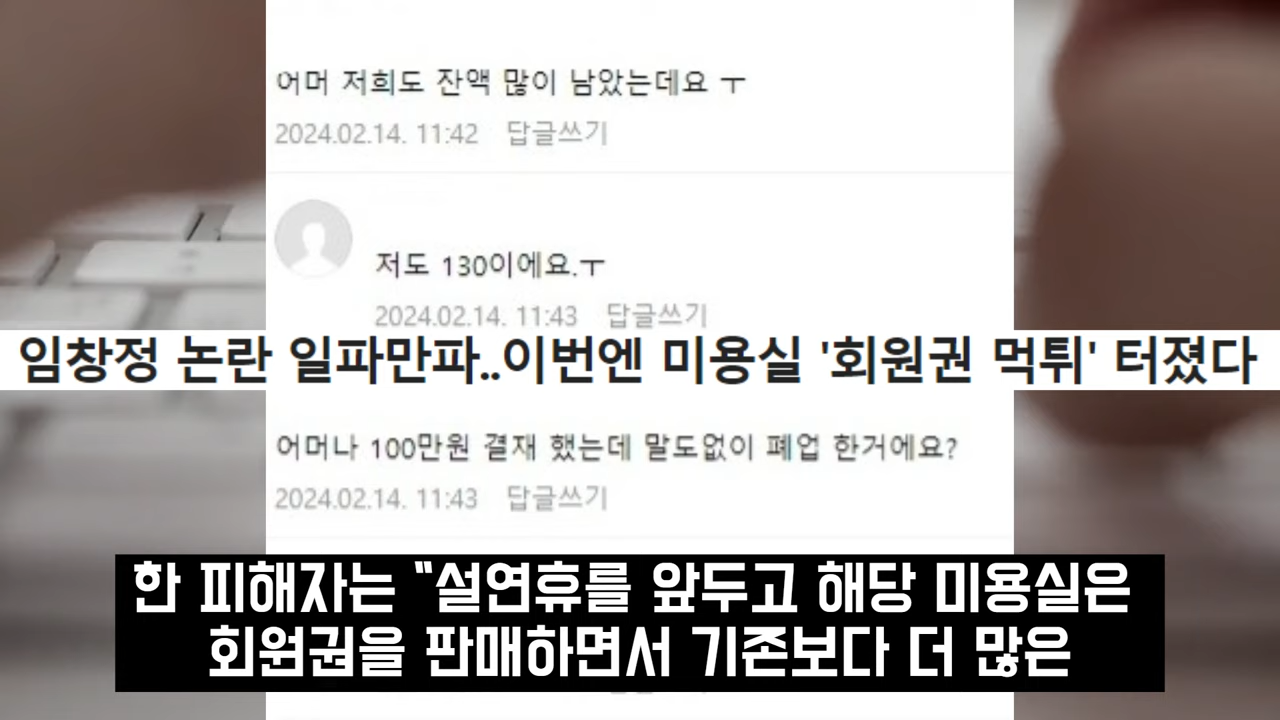 어머 저희도 잔액 많이 남았는데요 ㅜ
2024.02.14. 11:42 답글쓰기
저도 130이에요.ㅜ
2024.02.14. 11:43 답글쓰기
임창정 논란 일파만파..이번엔 미용실 '회원권 먹튀' 터졌다
어머나 100만원 결재 했는데 말도없이 폐업 한거에요?
2024.02.14. 11:43 답글쓰기
한 피해자는 "설연휴를 앞두고 해당 미용실은
회원권을 판매하면서 기존보다 더 많은